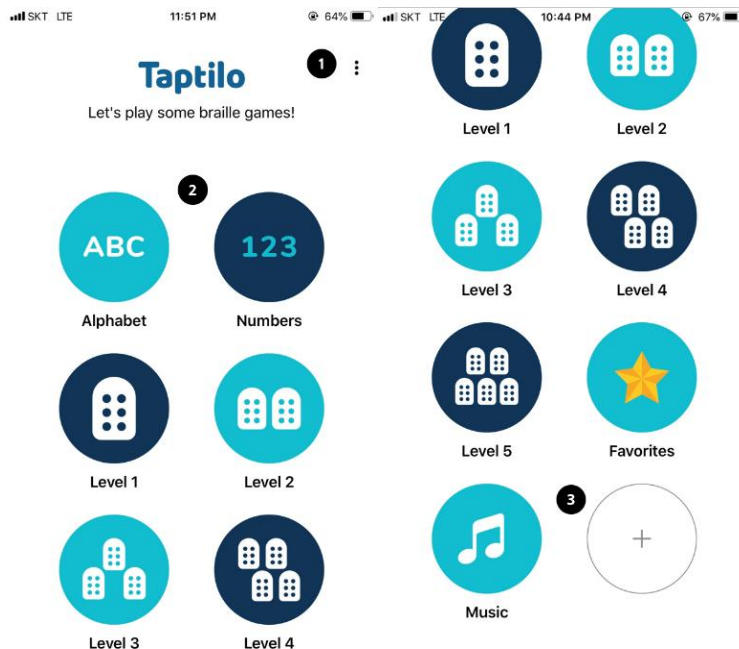 SKT LTE 11:51 PM 64%
Taptilo
1
Let's play some braille games!
2
ABC
123
Alphabet Numbers
Level 1 Level 2
Level 3 Level 4
SKT LTE 10:44 PM 67%
Level 1 Level 2
Level 3 Level 4
Level 5 Favorites
3
+
Music